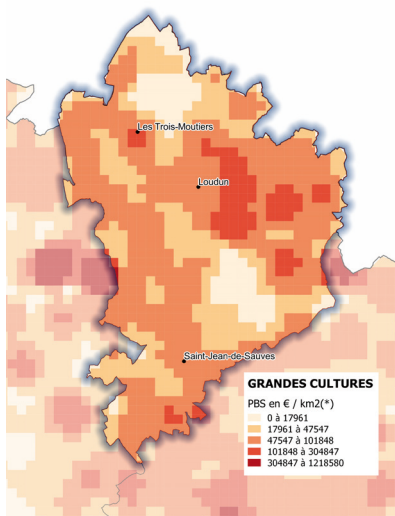 Les Trois-Moutiers
Loudun
Saint-Jean-de-Sauves
GRANDES CULTURES
PBS en € / km2(*)
0 à 17961
17961 à 47547
47547 à 101848
101848 à 304847
304847 à 1218580